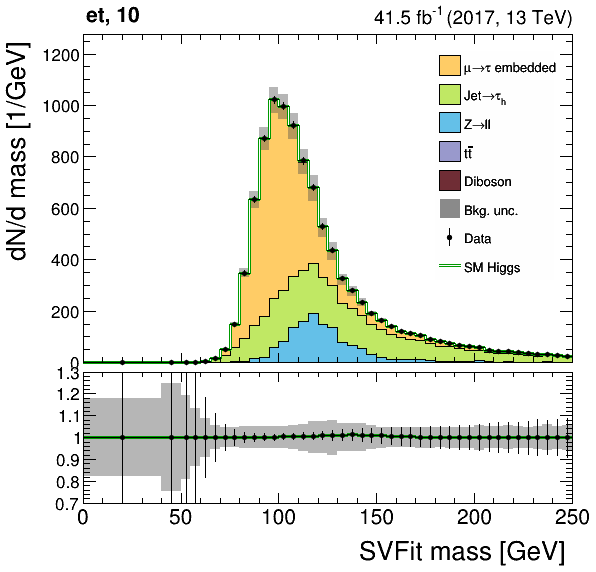 et, 10
41.5 fb⁻¹ (2017, 13 TeV)
dN/d mass [1/GeV]
1000
800
600
400
200
0
μ→τ embedded
Jet→τₕ
Z→ll
tt̄
Diboson
Bkg. unc.
Data
SM Higgs
1.3
1.2
1.1
1
0.9
0.8
0.7
0 50 100 150 200 250
SVFit mass [GeV]